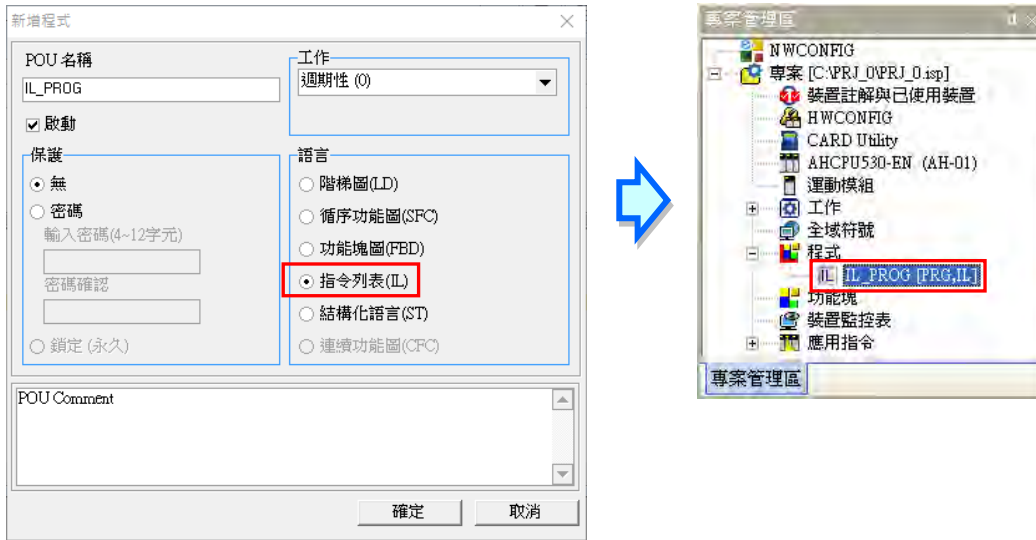 新增程式
POU 名稱
IL_PROG
啟動
保護
無
密碼
輸入密碼(4~12字元)
密碼確認
鎖定 (永久)
工作
週期性 (0)
語言
階梯圖(LD)
循序功能圖(SFC)
功能塊圖(FBD)
指令列表(IL)
結構化語言(ST)
連續功能圖(CFC)
POU Comment
確定
取消
專案管理區
NWCONFIG
專案 [C:\PRJ_0\PRJ_0.isp]
裝置註解與已使用裝置
HWCONFIG
CARD Utility
AHCPU530-EN (AH-01)
運動模組
工作
全域符號
程式
IL_PROG [PRG,IL]
功能塊
裝置監控表
應用指令
專案管理區